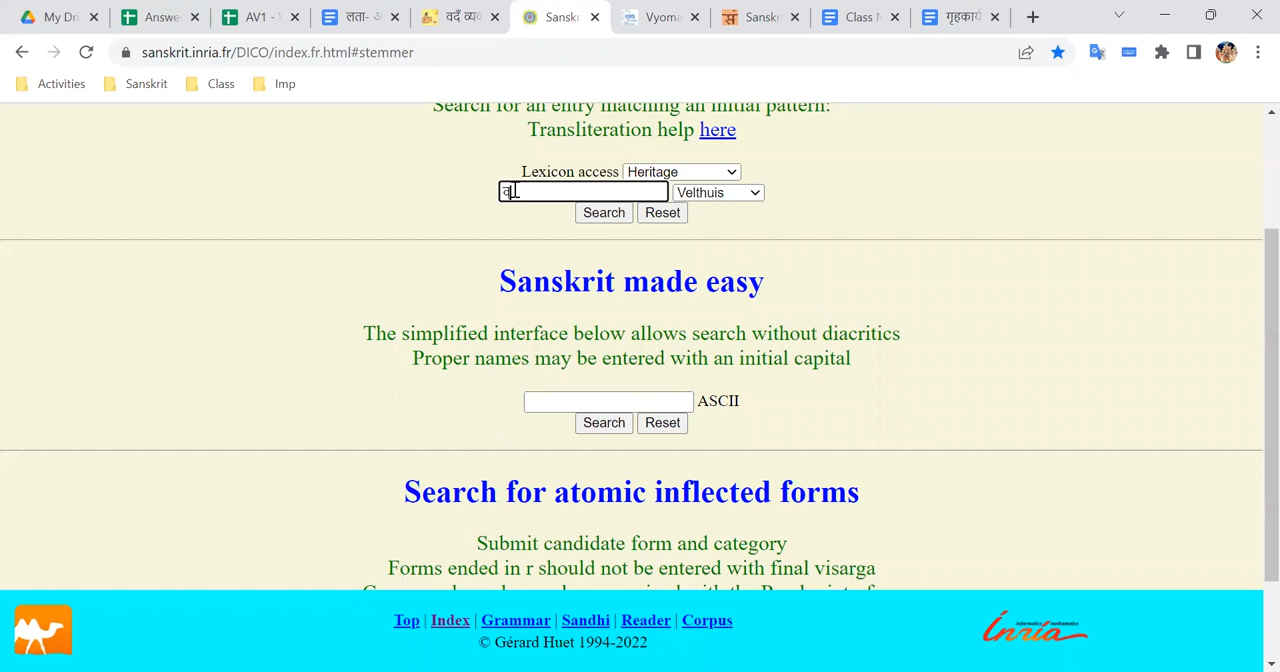 My Dri
Answe
AV1 -
लता-
वदँ व्यव
Sanskr
Vyoma
Sanskr
Class
गृहकार्य
sanskrit.inria.fr/DICO/index.fr.html#stemmer
Activities
Sanskrit
Class
Imp
Search for an entry matching an initial pattern:
Transliteration help here
Lexicon access Heritage
Velthuis
Search Reset
Sanskrit made easy
The simplified interface below allows search without diacritics
Proper names may be entered with an initial capital
ASCII
Search Reset
Search for atomic inflected forms
Submit candidate form and category
Forms ended in r should not be entered with final visarga
Top | Index | Grammar | Sandhi | Reader | Corpus
© Gérard Huet 1994-2022
Inria